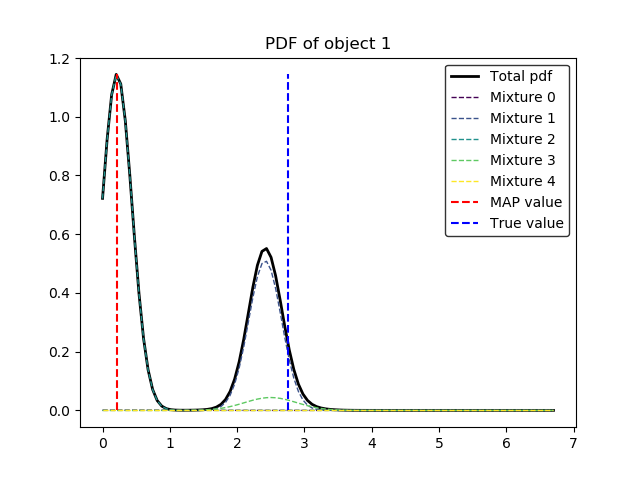 PDF of object 1
1.2
1.0
0.8
0.6
0.4
0.2
0.0
0 1 2 3 4 5 6 7
Total pdf
Mixture 0
Mixture 1
Mixture 2
Mixture 3
Mixture 4
MAP value
True value